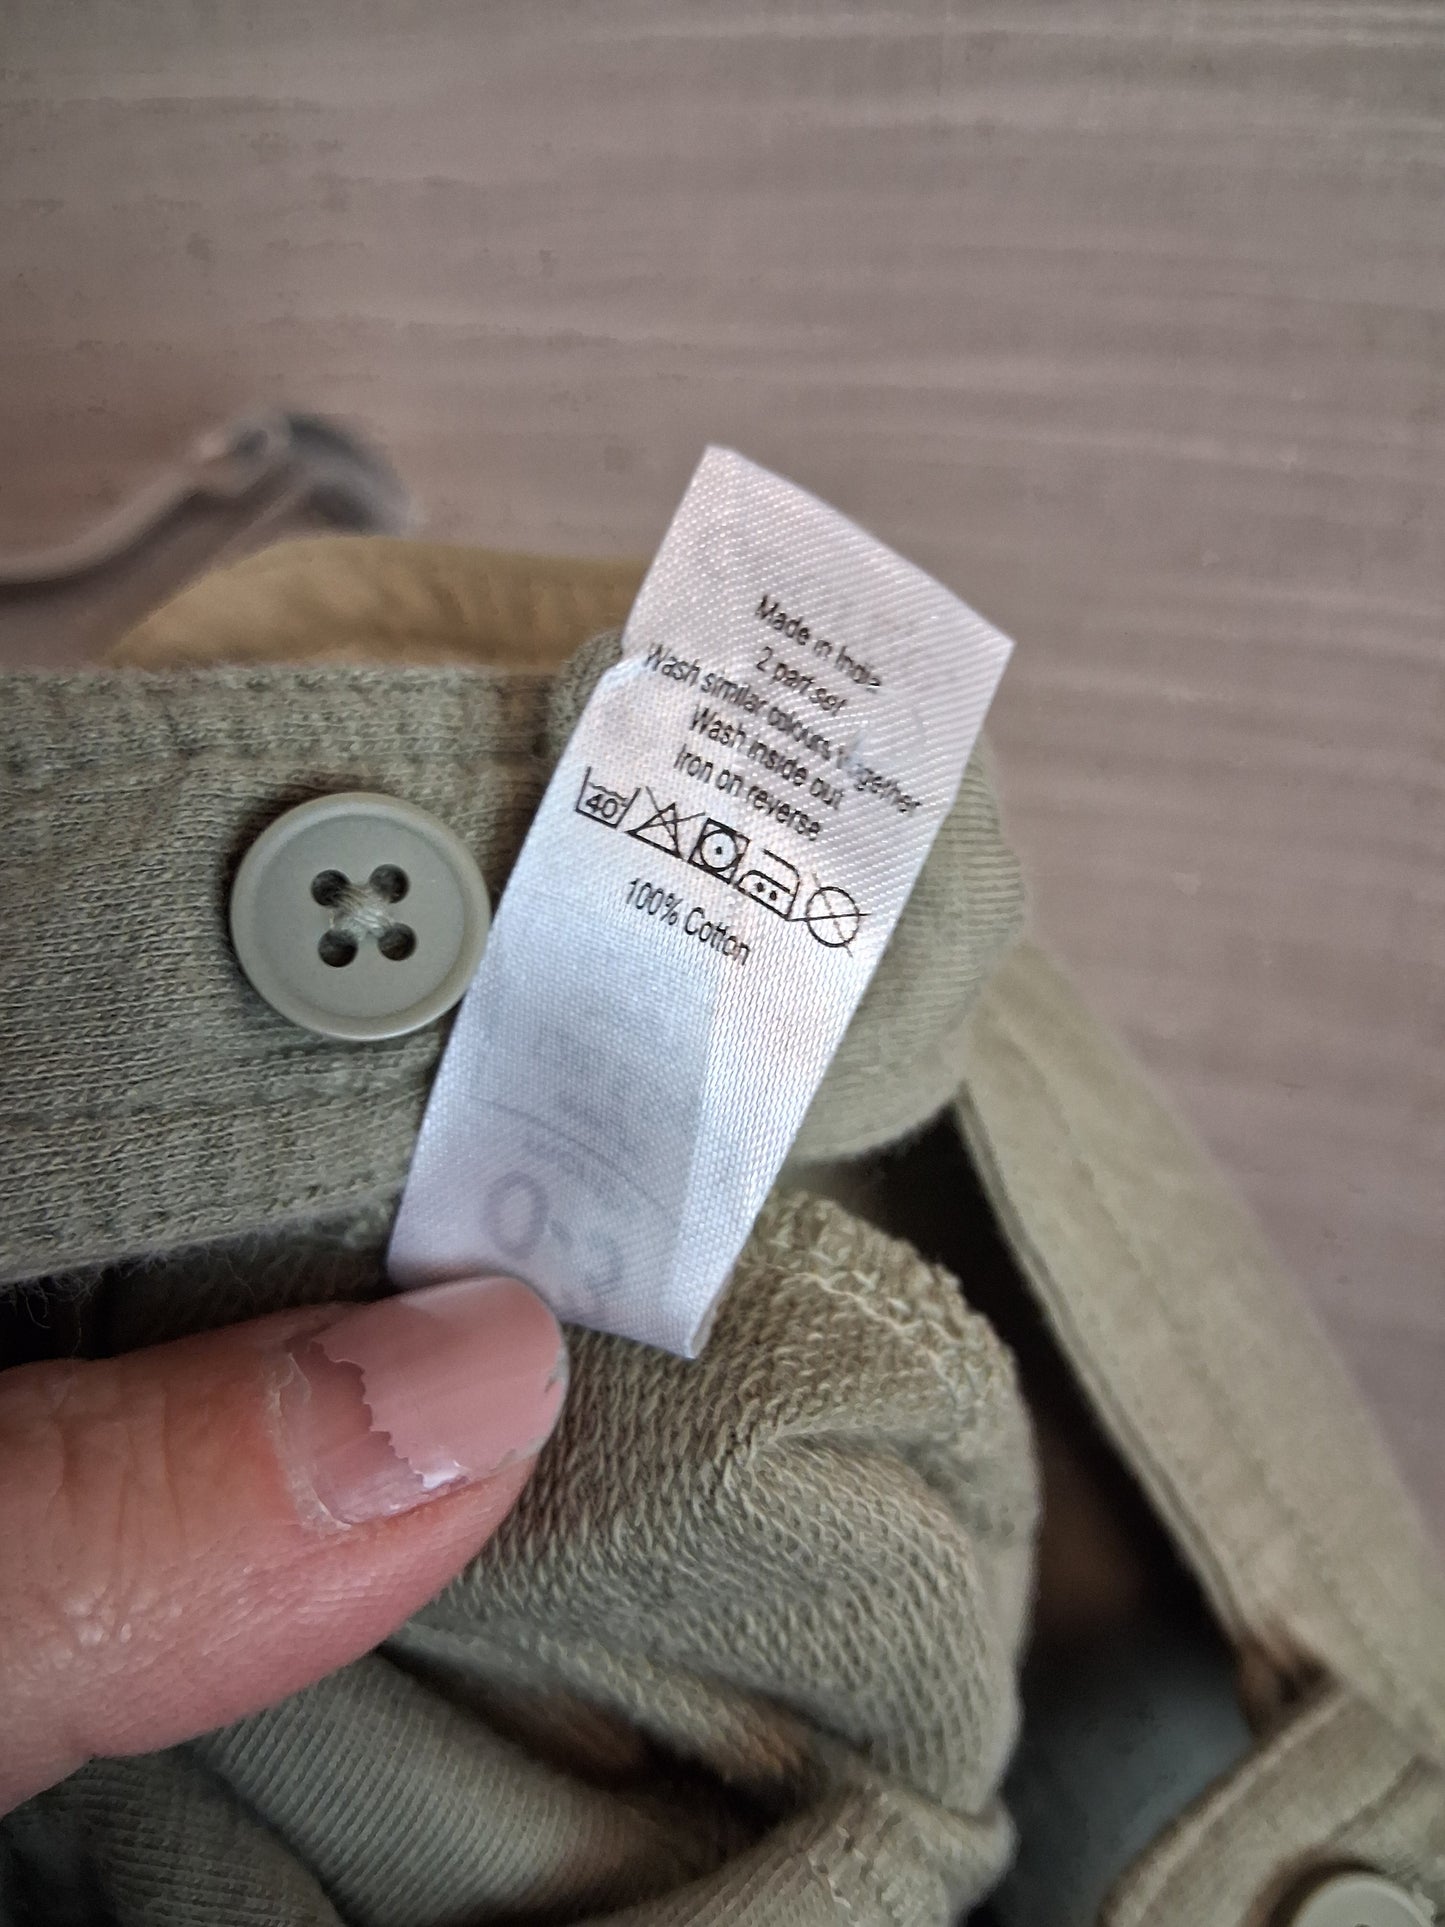 Made in India
2 part set
Wash similar colours together
Wash inside out
Iron on reverse
40
100% Cotton